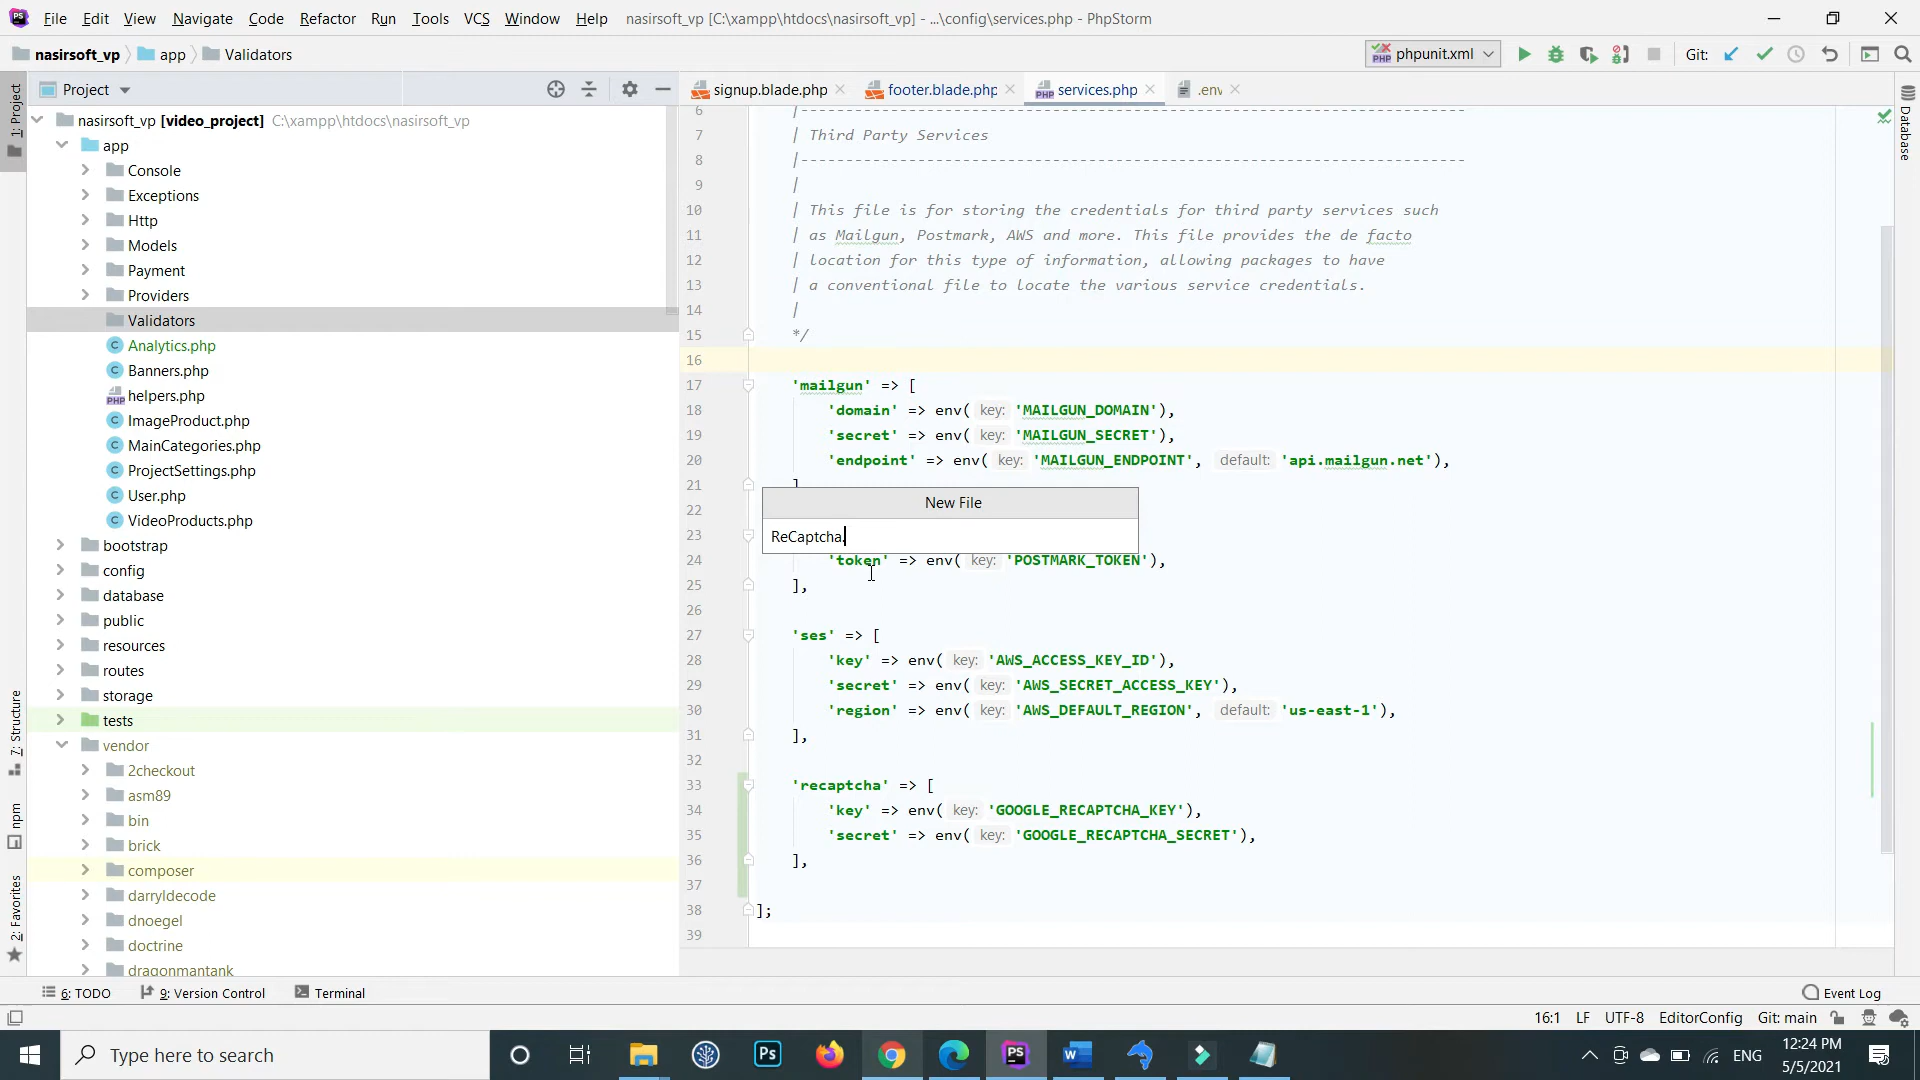 File Edit View Navigate Code Refactor Run Tools VCS Window Help nasirsoft_vp [C:\xampp\htdocs\nasirsoft_vp] - ...\config\services.php - PhpStorm
nasirsoft_vp app Validators
phpunit.xml Git:
Project
signup.blade.php footer.blade.php services.php .env
1: Project
7: Structure
npm
2: Favorites
Database
nasirsoft_vp [video_project] C:\xampp\htdocs\nasirsoft_vp
app
Console
Exceptions
Http
Models
Payment
Providers
Validators
Analytics.php
Banners.php
helpers.php
ImageProduct.php
MainCategories.php
ProjectSettings.php
User.php
VideoProducts.php
bootstrap
config
database
public
resources
routes
storage
tests
vendor
2checkout
asm89
bin
brick
composer
darryldecode
dnoegel
doctrine
dragonmantank
6 |--------------------------------------------------------------------------
7 | Third Party Services
8 |--------------------------------------------------------------------------
9 |
10 | This file is for storing the credentials for third party services such
11 | as Mailgun, Postmark, AWS and more. This file provides the de facto
12 | location for this type of information, allowing packages to have
13 | a conventional file to locate the various service credentials.
14 |
15 */
16
17 'mailgun' => [
18 'domain' => env( key: 'MAILGUN_DOMAIN'),
19 'secret' => env( key: 'MAILGUN_SECRET'),
20 'endpoint' => env( key: 'MAILGUN_ENDPOINT', default: 'api.mailgun.net'),
21 ]
22
23
New File
ReCaptcha.
24 'token' => env( key: 'POSTMARK_TOKEN'),
25 ],
26
27 'ses' => [
28 'key' => env( key: 'AWS_ACCESS_KEY_ID'),
29 'secret' => env( key: 'AWS_SECRET_ACCESS_KEY'),
30 'region' => env( key: 'AWS_DEFAULT_REGION', default: 'us-east-1'),
31 ],
32
33 'recaptcha' => [
34 'key' => env( key: 'GOOGLE_RECAPTCHA_KEY'),
35 'secret' => env( key: 'GOOGLE_RECAPTCHA_SECRET'),
36 ],
37
38 ];
39
6: TODO 9: Version Control Terminal Event Log
16:1 LF UTF-8 EditorConfig Git: main
Type here to search
ENG
12:24 PM
5/5/2021